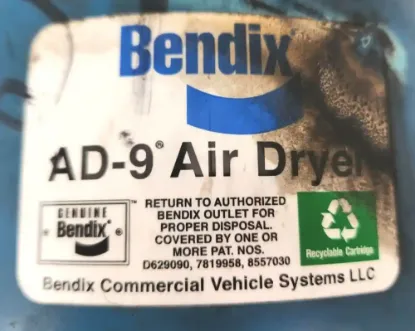 Bendix
AD-9® Air Dryer
GENUINE
Bendix
®
™
RETURN TO AUTHORIZED
BENDIX OUTLET FOR
PROPER DISPOSAL.
COVERED BY ONE OR
MORE PAT. NOS.
D629090, 7819958, 8557030
Recyclable Cartridge
Bendix Commercial Vehicle Systems LLC